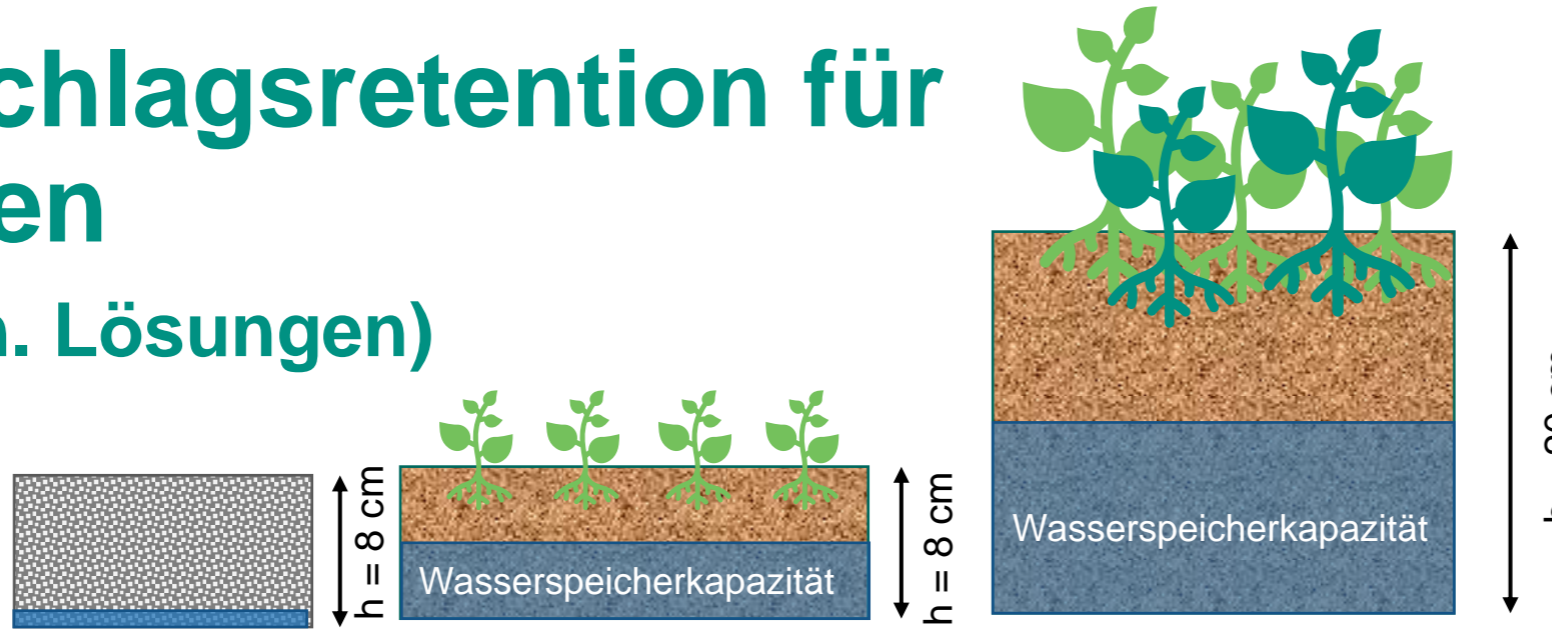 chlagsretention für
en
n. Lösungen)
h = 8 cm
Wasserspeicherkapazität
h = 8 cm
Wasserspeicherkapazität